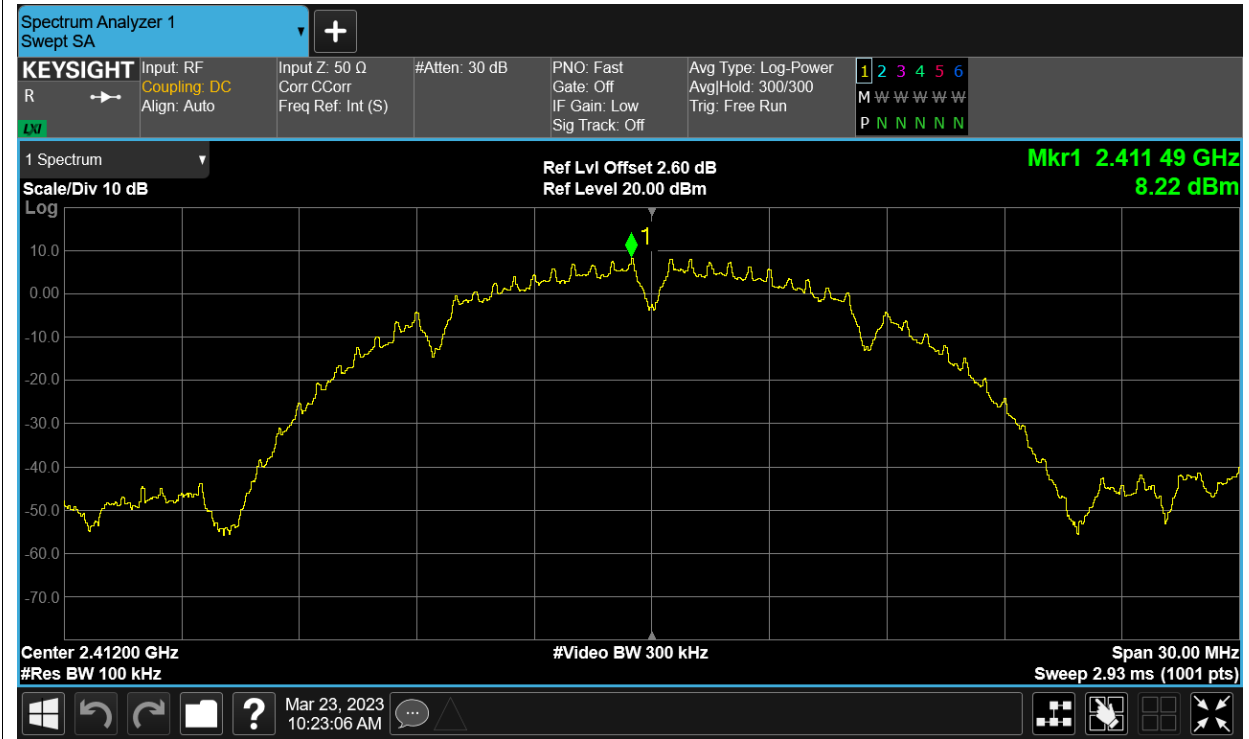 Spectrum Analyzer 1
Swept SA
KEYSIGHT
R
LXI
Input: RF
Coupling: DC
Align: Auto
Input Z: 50 Ω
Corr CCorr
Freq Ref: Int (S)
#Atten: 30 dB
PNO: Fast
Gate: Off
IF Gain: Low
Sig Track: Off
Avg Type: Log-Power
Avg|Hold: 300/300
Trig: Free Run
1 2 3 4 5 6
M W W W W W
P N N N N N
1 Spectrum
Scale/Div 10 dB
Log
Ref Lvl Offset 2.60 dB
Ref Level 20.00 dBm
Mkr1 2.411 49 GHz
8.22 dBm
1
10.0
0.00
-10.0
-20.0
-30.0
-40.0
-50.0
-60.0
-70.0
Center 2.41200 GHz
#Res BW 100 kHz
#Video BW 300 kHz
Span 30.00 MHz
Sweep 2.93 ms (1001 pts)
?
Mar 23, 2023
10:23:06 AM